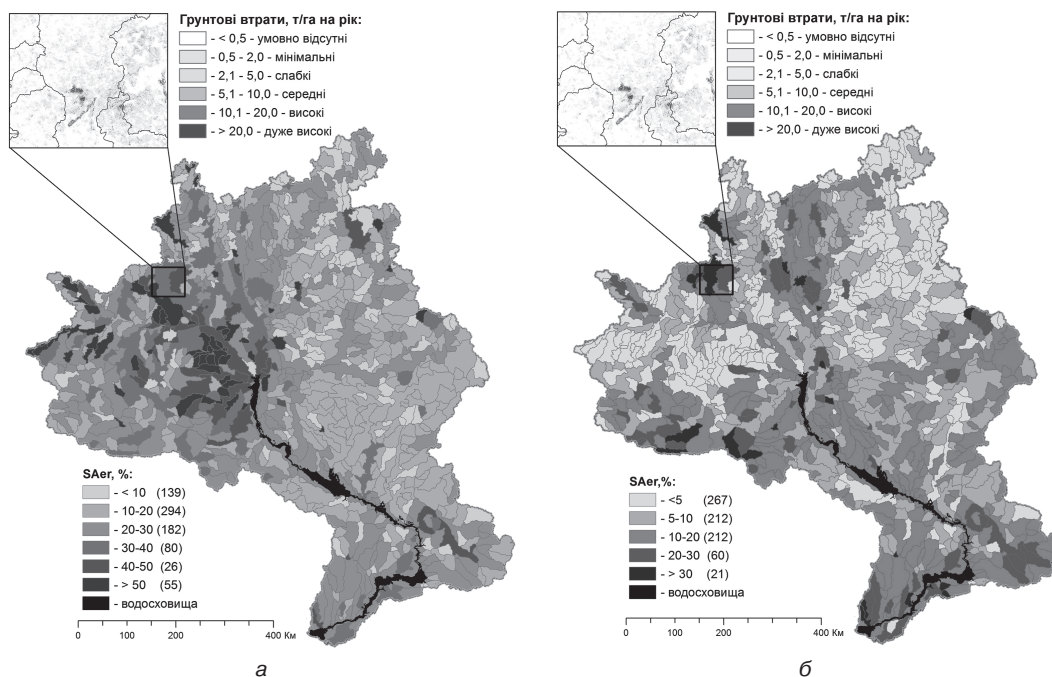 Грунтові втрати, т/га на рік:
- < 0,5 - умовно відсутні
- 0,5 - 2,0 - мінімальні
- 2,1 - 5,0 - слабкі
- 5,1 - 10,0 - середні
- 10,1 - 20,0 - високі
- > 20,0 - дуже високі
SAer, %:
- < 10 (139)
- 10-20 (294)
- 20-30 (182)
- 30-40 (80)
- 40-50 (26)
- > 50 (55)
- водосховища
0 100 200 400 Км
а
Грунтові втрати, т/га на рік:
- < 0,5 - умовно відсутні
- 0,5 - 2,0 - мінімальні
- 2,1 - 5,0 - слабкі
- 5,1 - 10,0 - середні
- 10,1 - 20,0 - високі
- > 20,0 - дуже високі
SAer,%:
- <5 (267)
- 5-10 (212)
- 10-20 (212)
- 20-30 (60)
- > 30 (21)
- водосховища
0 100 200 400 Км
б